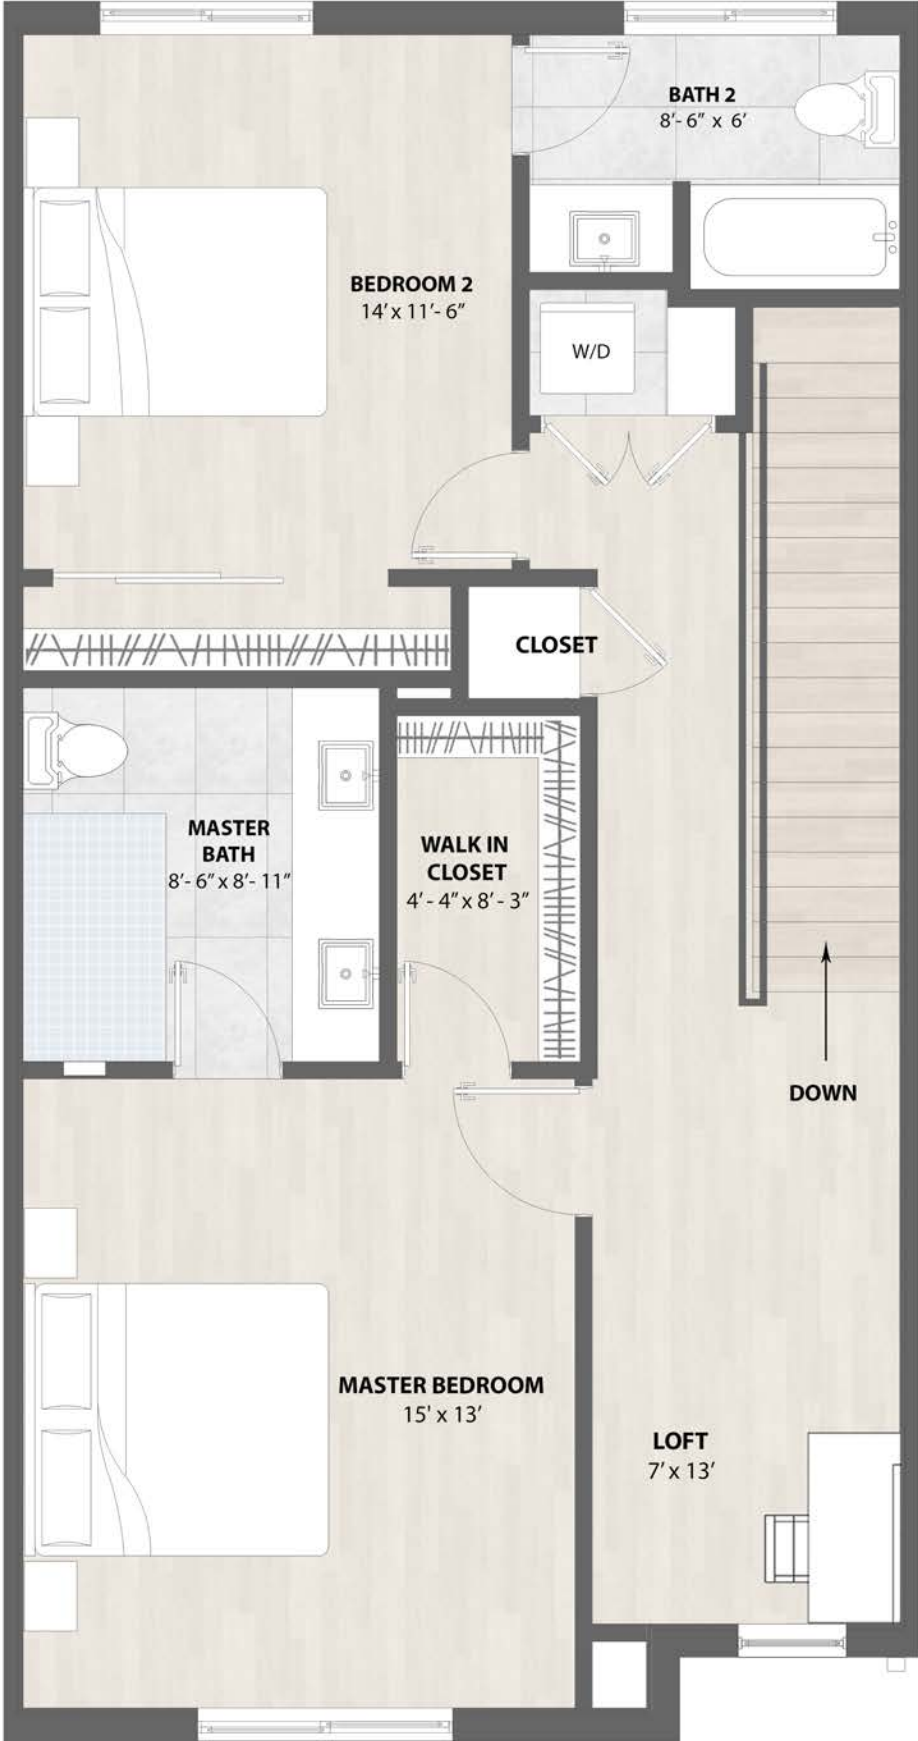 BATH 2
8'- 6" x 6'
BEDROOM 2
14' x 11'- 6"
W/D
CLOSET
MASTER
BATH
8'- 6" x 8'- 11"
WALK IN
CLOSET
4' - 4" x 8' - 3"
DOWN
MASTER BEDROOM
15' x 13'
LOFT
7' x 13'